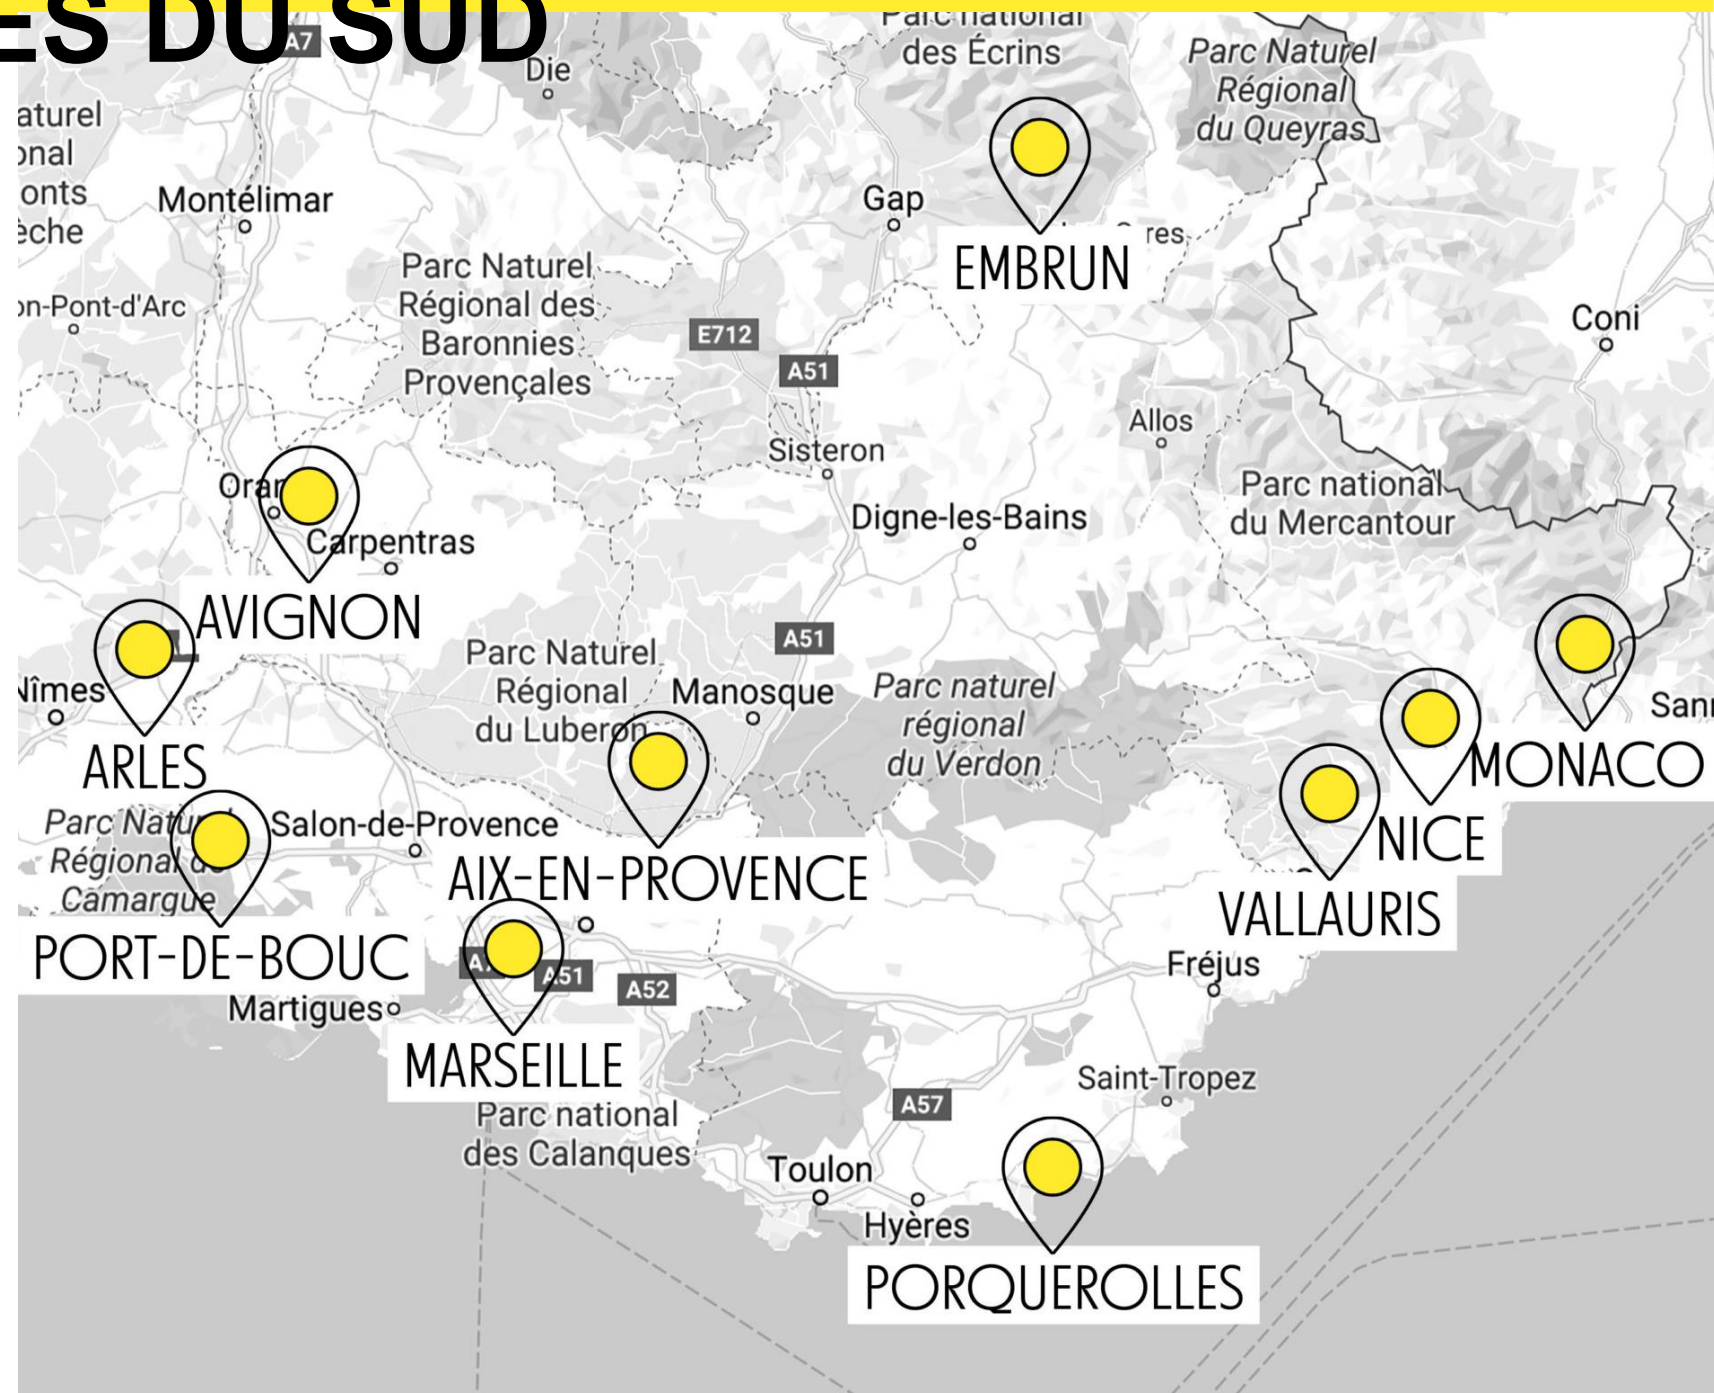 ES DU SUD
A7
Die
Parc national
des Écrins
Parc Naturel
Régional
du Queyras
Montélimar
Gap
EMBRUN
Parc Naturel
Régional des
Baronnies
Provençales
on-Pont-d'Arc
E712
A51
Coni
Allos
Sisteron
Parc national
du Mercantour
Digne-les-Bains
Carpentras
AVIGNON
A51
Parc Naturel
Régional
du Luberon
Manosque
Parc naturel
régional
du Verdon
Nîmes
ARLES
MONACO
NICE
VALLAURIS
Salon-de-Provence
Régional
Camargue
AIX-EN-PROVENCE
PORT-DE-BOUC
A51
A52
Martigues
Fréjus
MARSEILLE
Parc national
des Calanques
A57
Saint-Tropez
Toulon
Hyères
PORQUEROLLES